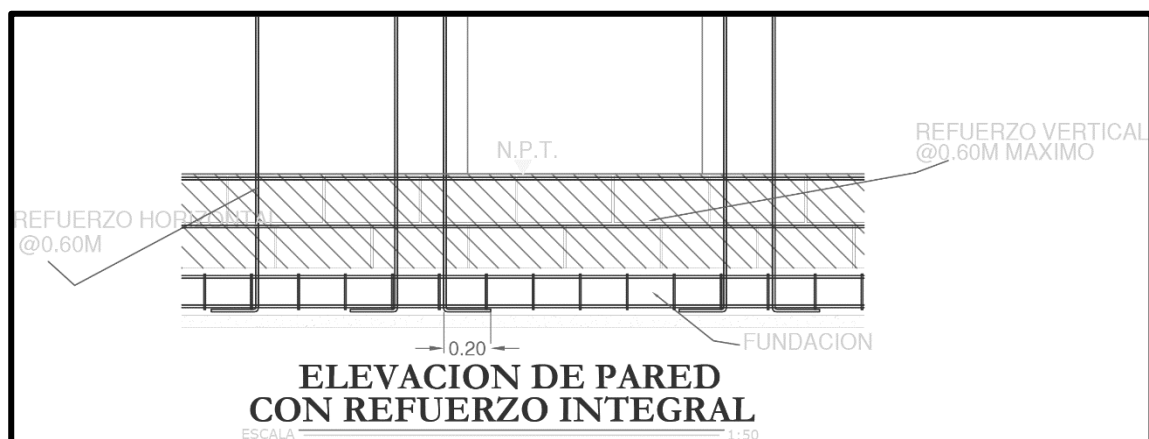 N.P.T.
REFUERZO VERTICAL
@0.60M MAXIMO
REFUERZO HORIZONTAL
@0.60M
FUNDACION
0.20
ELEVACION DE PARED
CON REFUERZO INTEGRAL
ESCALA 1:50